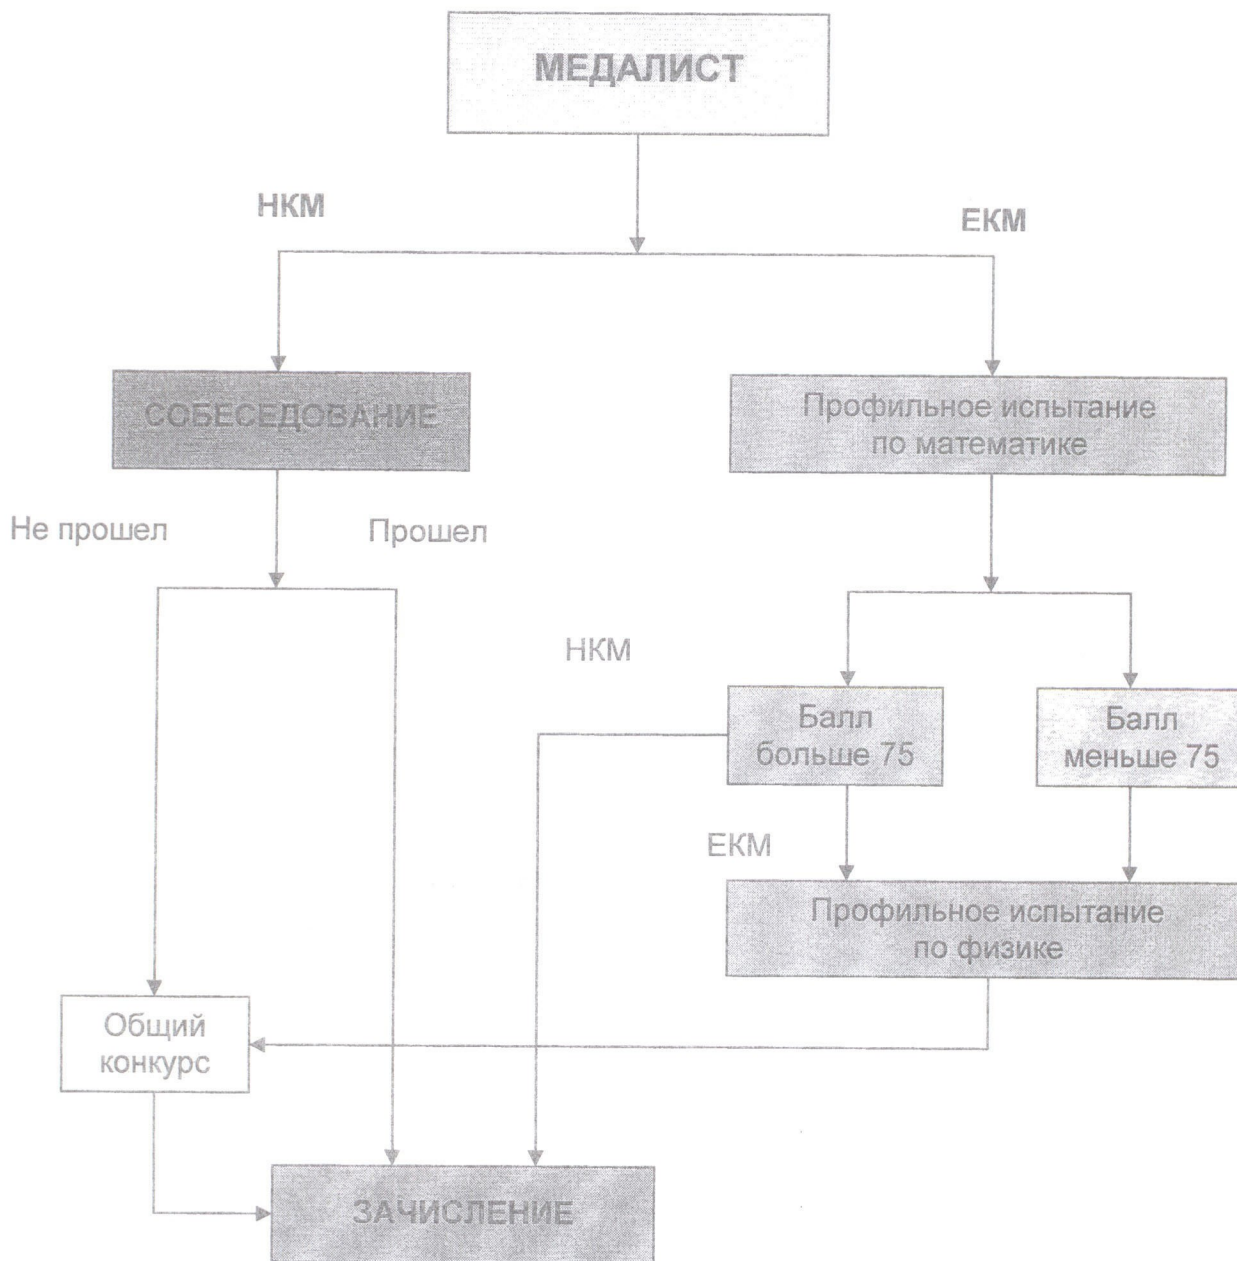 МЕДАЛИСТ
НКМ
ЕКМ
СОБЕСЕДОВАНИЕ
Профильное испытание
по математике
Не прошел
Прошел
НКМ
Балл
больше 75
Балл
меньше 75
ЕКМ
Профильное испытание
по физике
Общий
конкурс
ЗАЧИСЛЕНИЕ